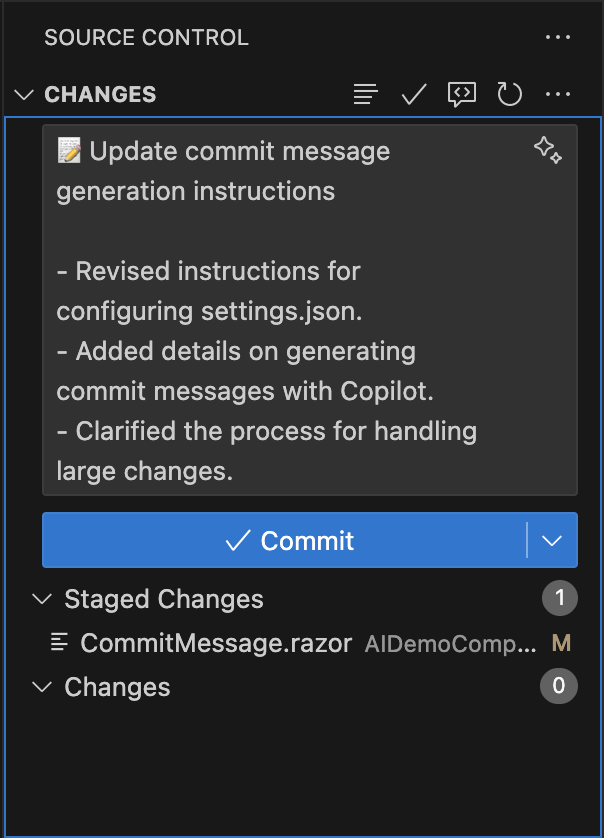 SOURCE CONTROL
CHANGES
📝 Update commit message
generation instructions
- Revised instructions for
configuring settings.json.
- Added details on generating
commit messages with Copilot.
- Clarified the process for handling
large changes.
Commit
Staged Changes 1
CommitMessage.razor AIDemoComp... M
Changes 0